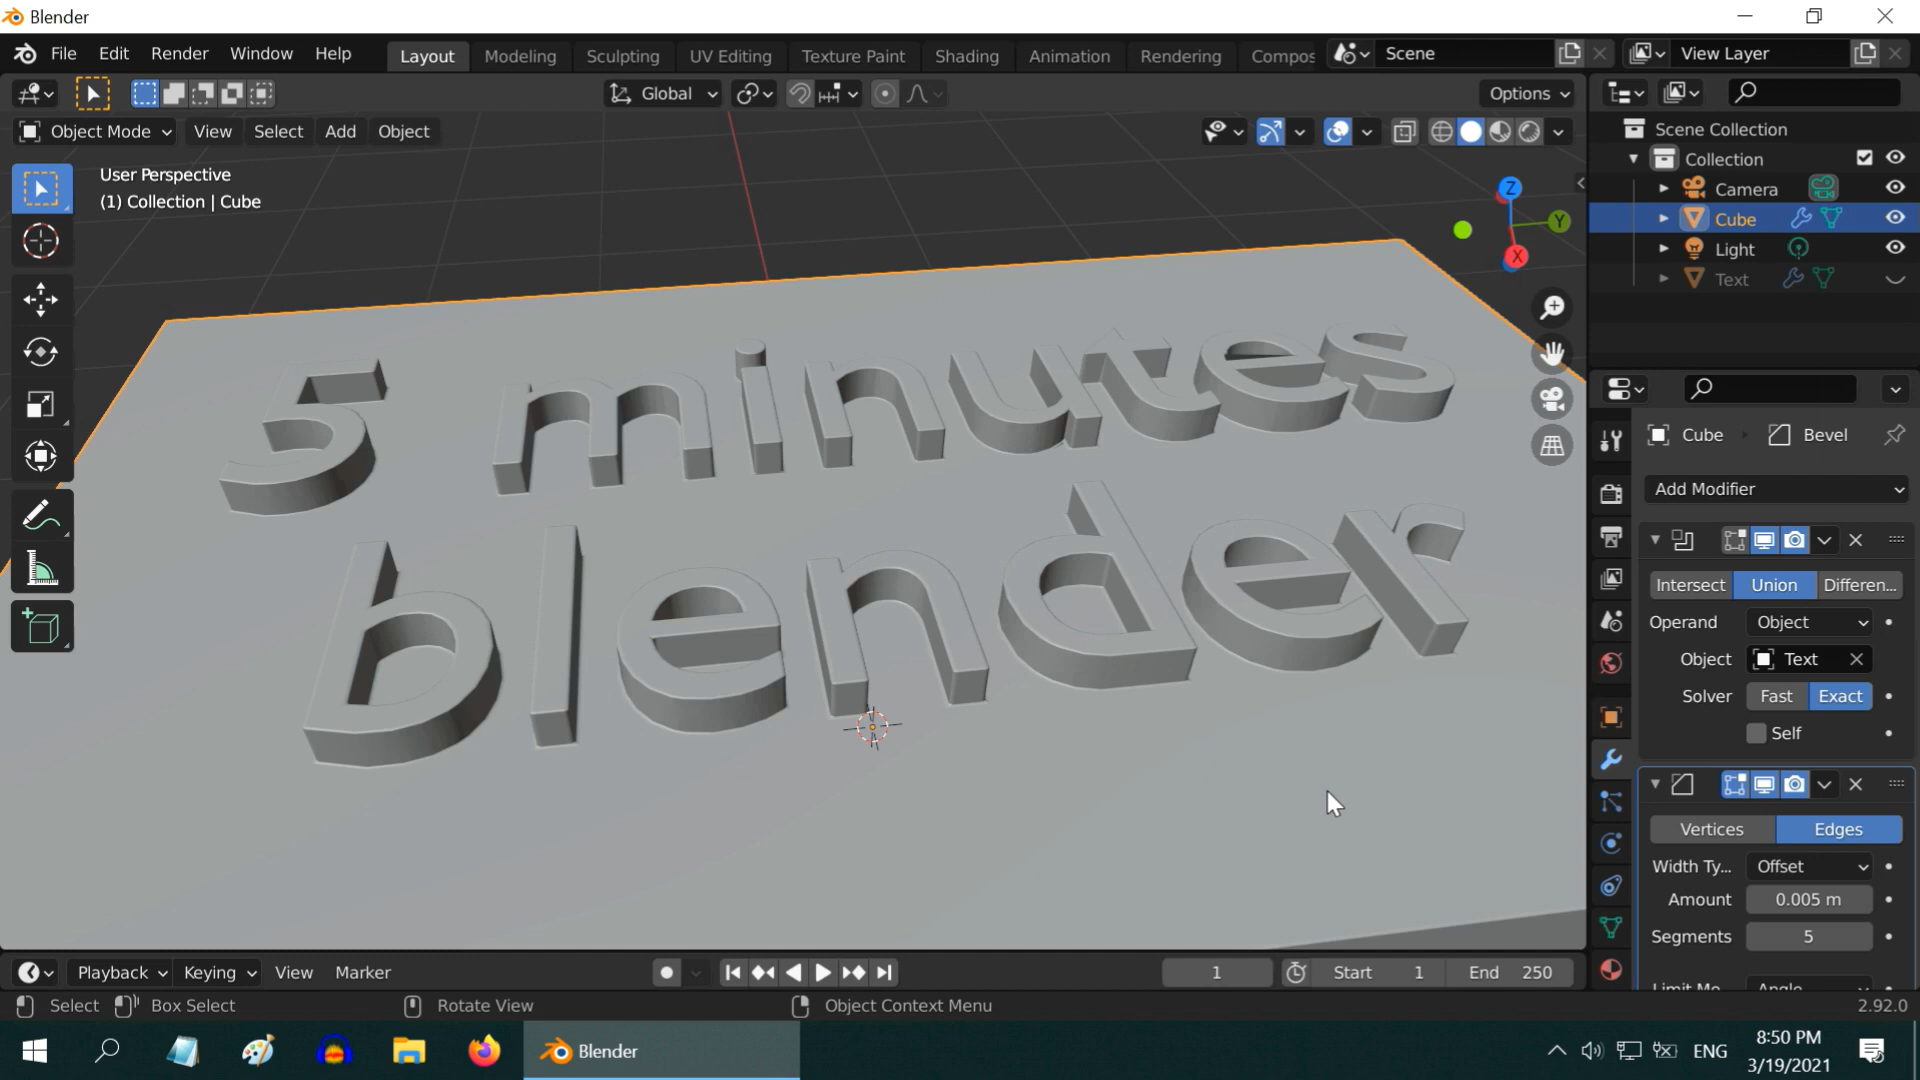 Blender
File Edit Render Window Help Layout Modeling Sculpting UV Editing Texture Paint Shading Animation Rendering Compos Scene View Layer
Global Options
Object Mode View Select Add Object
User Perspective
(1) Collection | Cube
Z
Y
X
5 minutes
blender
Scene Collection
Collection
Camera
Cube
Light
Text
Cube Bevel
Add Modifier
Intersect Union Differen...
Operand Object
Object Text
Solver Fast Exact
Self
Vertices Edges
Width Ty... Offset
Amount 0.005 m
Segments 5
Limit Me... Angle
Playback Keying View Marker 1 Start 1 End 250
Select Box Select Rotate View Object Context Menu 2.92.0
Blender
ENG
8:50 PM
3/19/2021